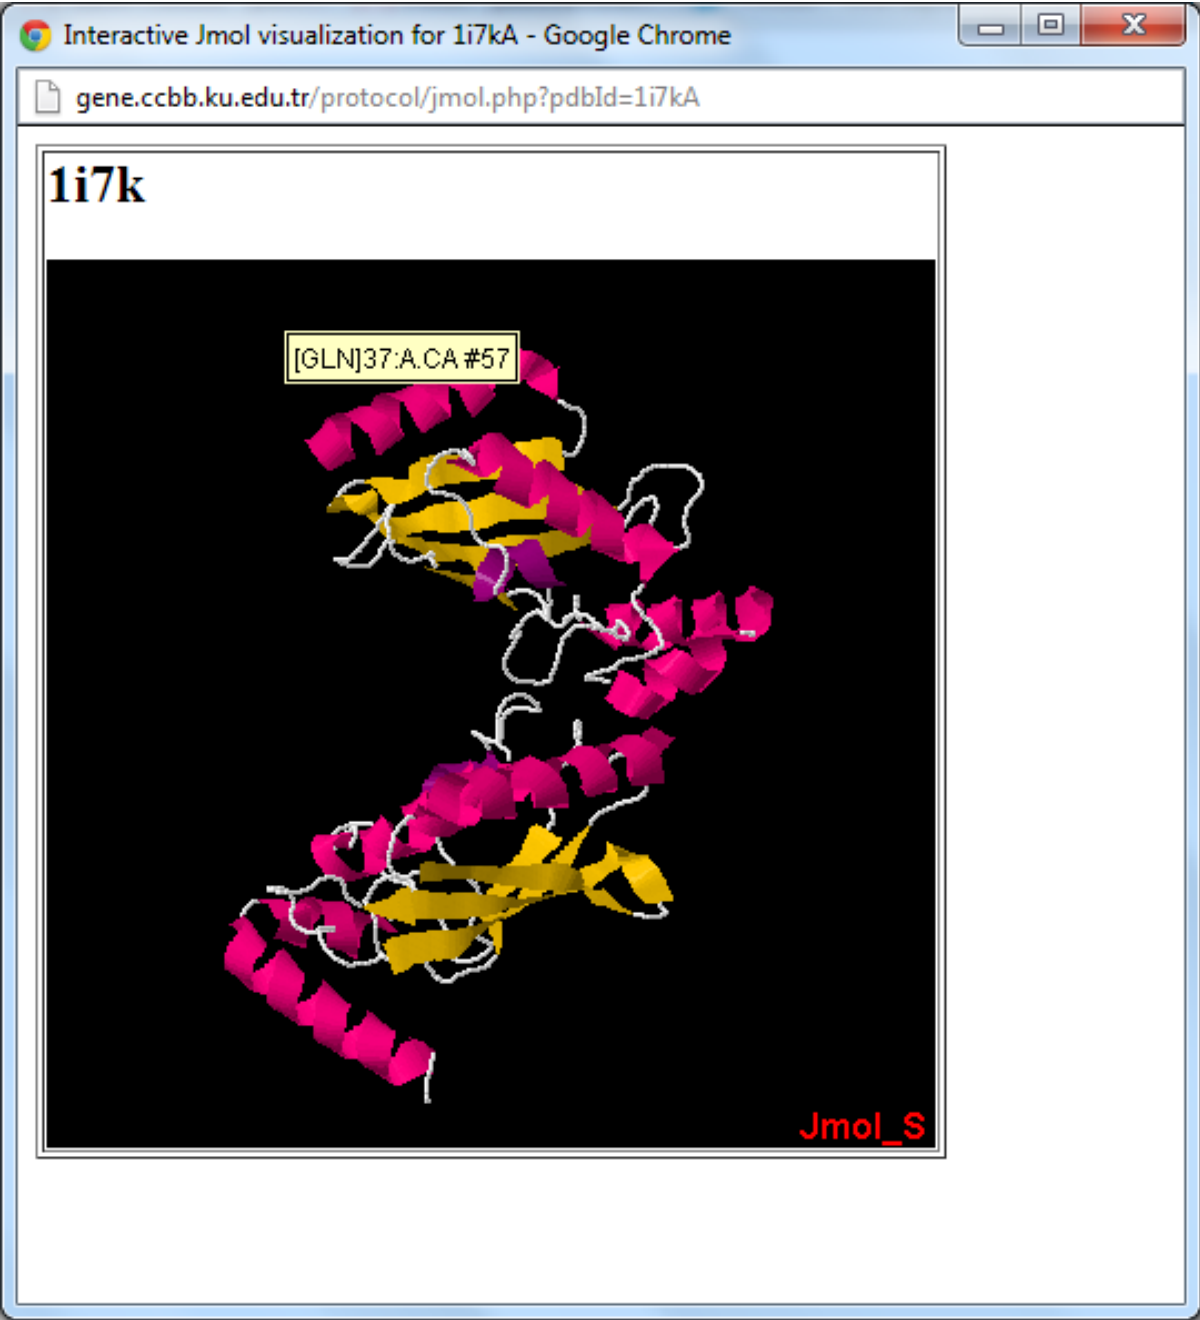 Interactive Jmol visualization for 1i7kA - Google Chrome
gene.ccbb.ku.edu.tr/protocol/jmol.php?pdbId=1i7kA
1i7k
[GLN]37:A.CA #57
Jmol_S